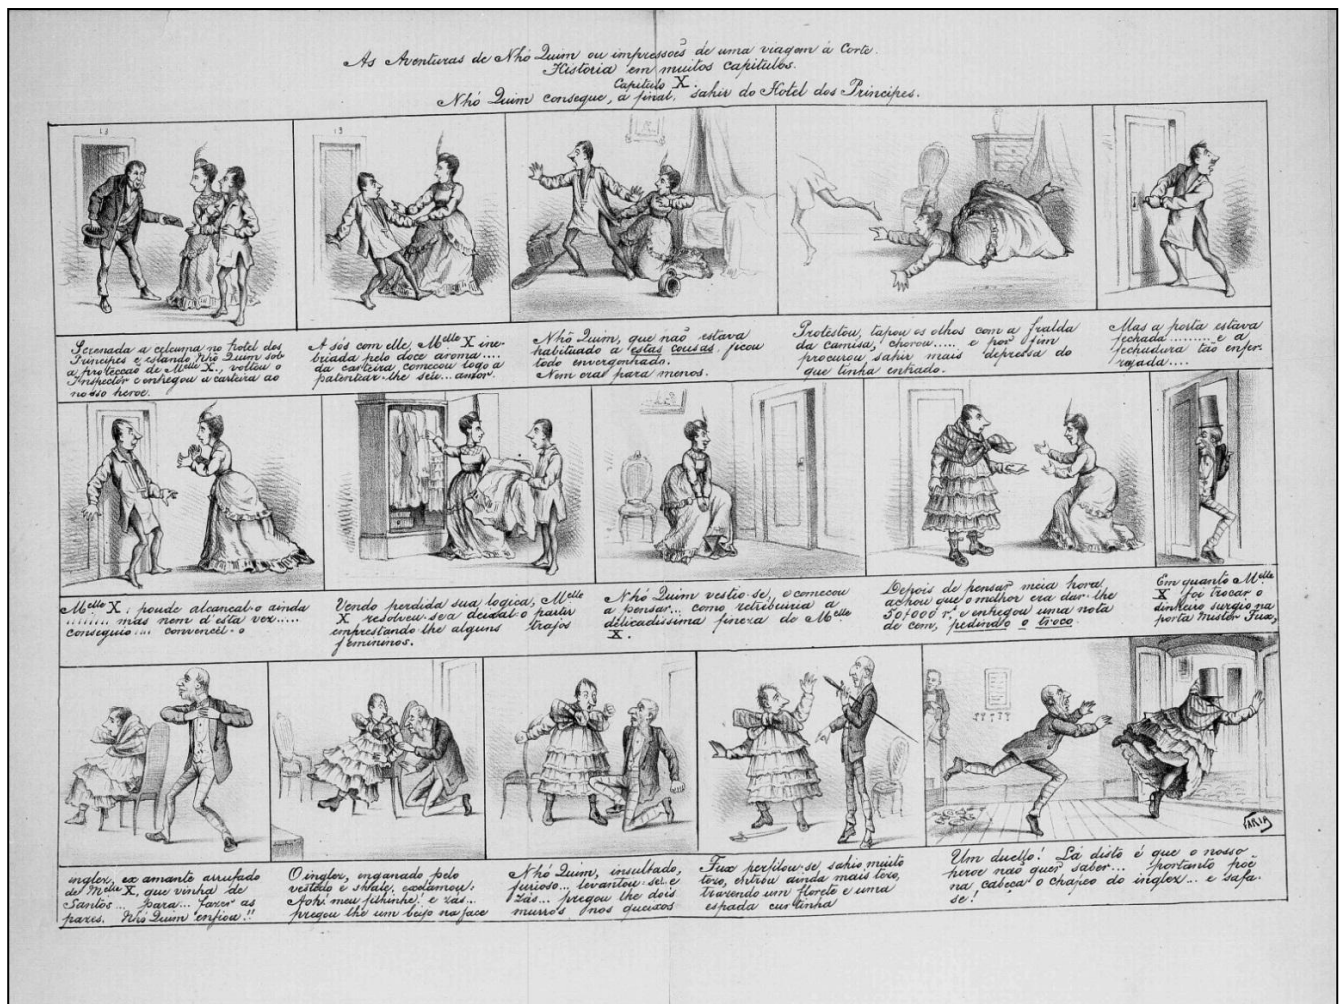 As Aventuras de Nhô Quim ou impressões de uma viagem à Corte.
Historia em muitos capitulos.
Capitulo X.
Nhô Quim consegue, á final, sahir do Hotel dos Principes.
13
13
Serenada a celeuma no hotel dos
Principes e estando Nhô Quim sob
a protecção de Melle X, voltou o
Inspector e entregou a carteira ao
nosso heroe.
A sós com elle, Melle X ine-
briada pelo doce aroma....
da carteira começou logo a
patentear-lhe seu... amor.
Nhô Quim, que não estava
habituado a estas cousas, ficou
todo envergonhado.
Nem era para menos.
Protestou, tapou os olhos com a fralda
da camisa, chorou..... e por fim
procurou sahir mais depressa do
que tinha entrado.
Mas a porta estava
fechada......... e a
fechadura tão enfer-
rujada....
Melle X; poude alcançal-o ainda
........ mas nem d'esta vez.....
conseguio.... convencel-o
Vendo perdida sua logica, Melle
X resolveu-se a deixal-o partir
emprestando-lhe alguns trajos
femininos.
Nhô Quim vestio-se, e começou
a pensar... como retribuiria a
delicadissima fineza de Melle
X.
Depois de pensar meia hora,
achou que o melhor era dar-lhe
50$000 rs. e entregou uma nota
de cem, pedindo o troco.
Em quanto Melle
X foi trocar o
dinheiro surgio na
porta Mister Fux,
inglez, ex amante arrufado
de Melle X, que vinha de
Santos... para... fazer as
pazes. Nhô Quim enfiou!!
O inglez, enganado pelo
vestido e shale, exclamou:
Aoh! meu filhinhe, e zás...
pregou-lhe um beijo na face
Nhô Quim, insultado,
furioso... levantou-se e
zás... pregou-lhe dois
murros nos queixos
Fux perfilou-se, sahio muito
tezo, entrou ainda mais tezo,
trazendo um florete e uma
espada curtinha
Um duello! Lá disto é que o nosso
heroe não quer saber... portanto põe
na cabeça o chapeo do inglez... e safa-
se!
FARIA